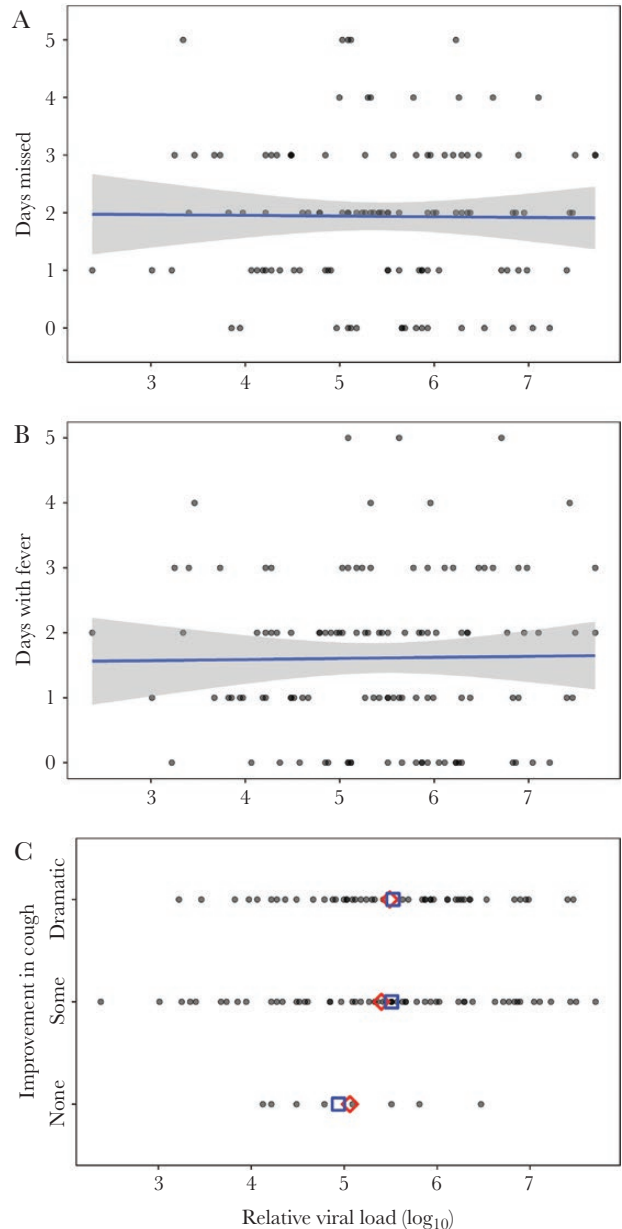 A
Days missed
5
4
3
2
1
0
3 4 5 6 7
B
Days with fever
5
4
3
2
1
0
3 4 5 6 7
C
Improvement in cough
Dramatic
Some
None
3 4 5 6 7
Relative viral load (log10)